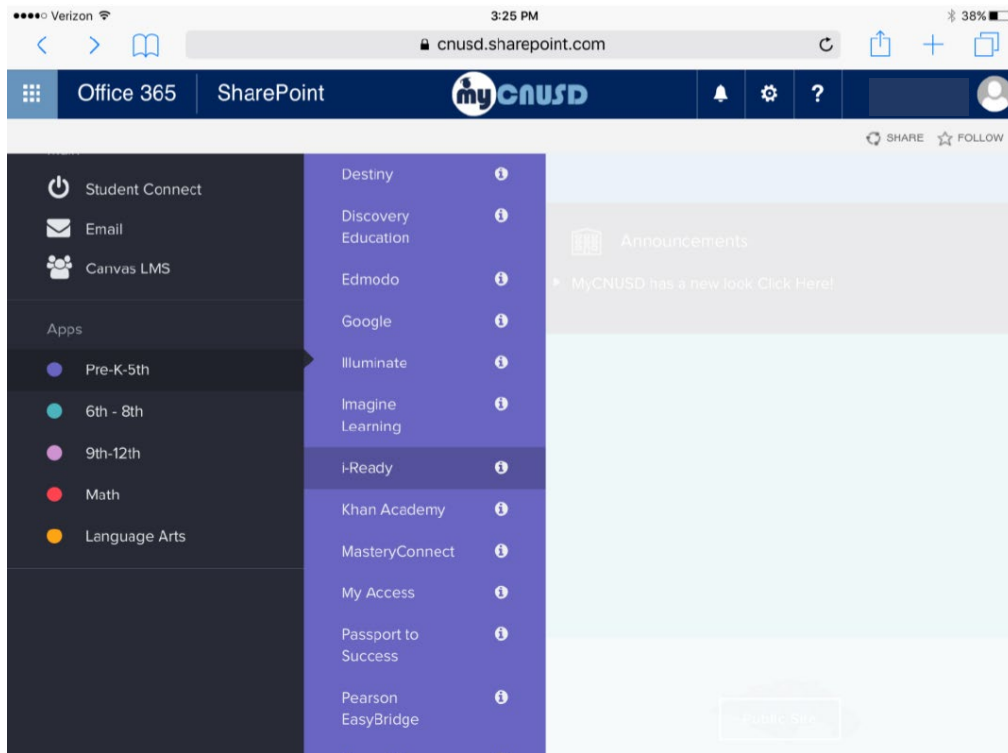 Verizon
3:25 PM
38%
cnusd.sharepoint.com
Office 365
SharePoint
myCNUSD
?
SHARE
FOLLOW
Student Connect
Email
Canvas LMS
Apps
Pre-K-5th
6th - 8th
9th-12th
Math
Language Arts
Destiny
Discovery
Education
Edmodo
Google
Illuminate
Imagine
Learning
i-Ready
Khan Academy
MasteryConnect
My Access
Passport to
Success
Pearson
EasyBridge
Announcements
MyCNUSD has a new look Click Here!
Public Site